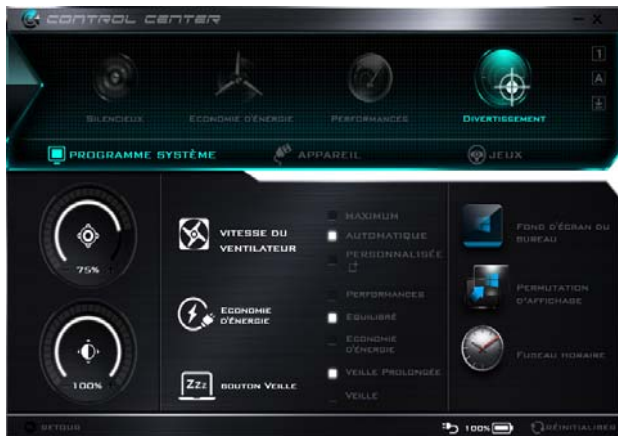 CONTROL CENTER
— X
1
SILENCIEUX
ECONOMIE D'ÉNERGIE
PERFORMANCES
DIVERTISSEMENT
A
PROGRAMME SYSTÈME
APPAREIL
JEUX
75%
100%
VITESSE DU
VENTILATEUR
MAXIMUM
AUTOMATIQUE
PERSONNALISÉE
ECONOMIE
D'ÉNERGIE
PERFORMANCES
EQUILIBRÉ
ECONOMIE
D'ÉNERGIE
ZZZ
BOUTON VEILLE
VEILLE PROLONGÉE
VEILLE
FOND D'ÉCRAN DU
BUREAU
PERMUTATION
D'AFFICHAGE
FUSEAU HORAIRE
RETOUR
100%
RÉINITIALISER